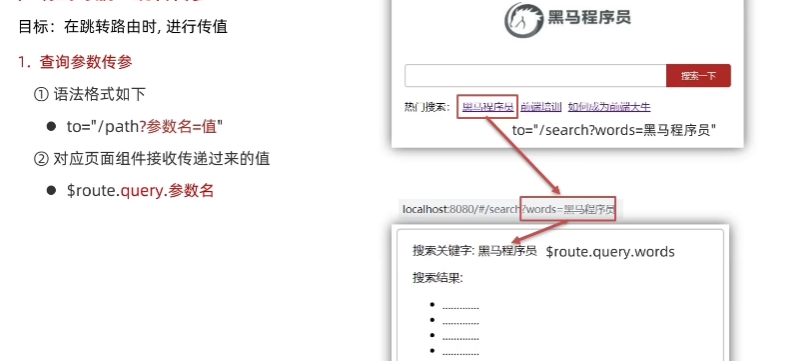 目标：在跳转路由时, 进行传值
1. 查询参数传参
① 语法格式如下
● to="/path?参数名=值"
② 对应页面组件接收传递过来的值
● $route.query.参数名
黑马程序员
搜索一下
热门搜索： 黑马程序员 前端培训 如何成为前端大牛
to="/search?words=黑马程序员"
localhost:8080/#/search?words=黑马程序员
搜索关键字: 黑马程序员 $route.query.words
搜索结果:
● .............
● .............
● .............
● .............